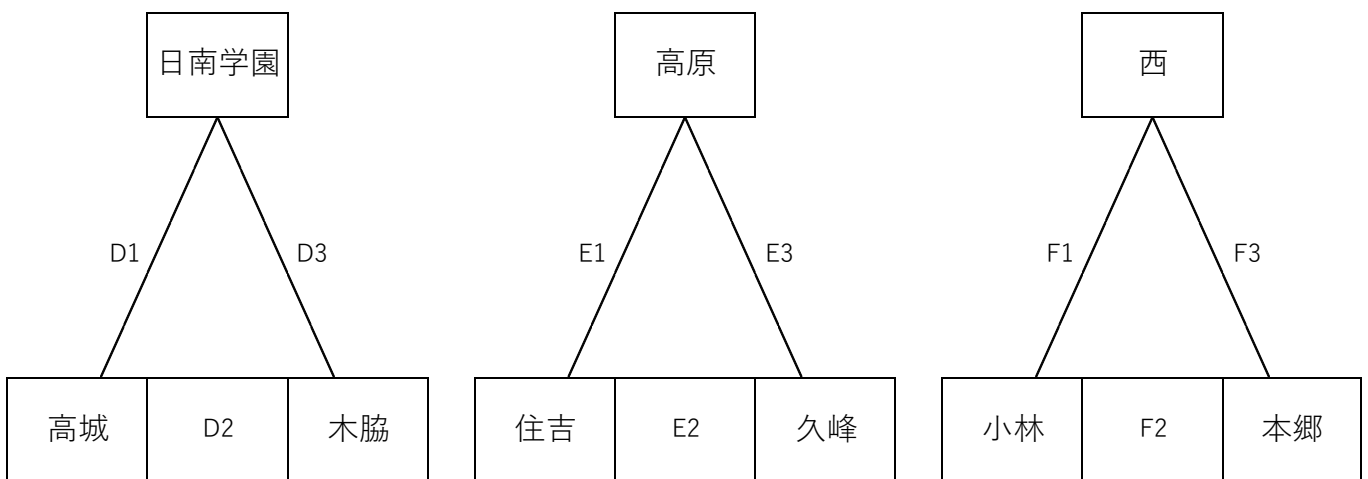 日南学園
高原
西
D1
D3
E1
E3
F1
F3
高城
D2
木脇
住吉
E2
久峰
小林
F2
本郷